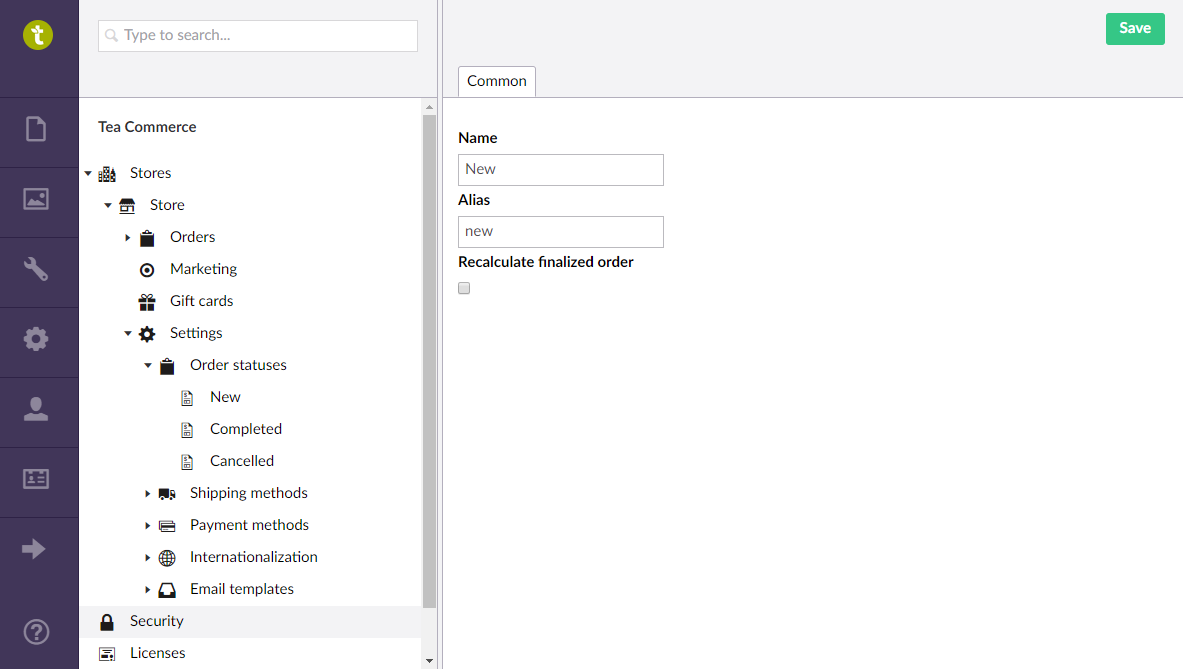 Type to search...
Save
Common
Tea Commerce
Stores
Store
Orders
Marketing
Gift cards
Settings
Order statuses
New
Completed
Cancelled
Shipping methods
Payment methods
Internationalization
Email templates
Security
Licenses
Name
New
Alias
new
Recalculate finalized order